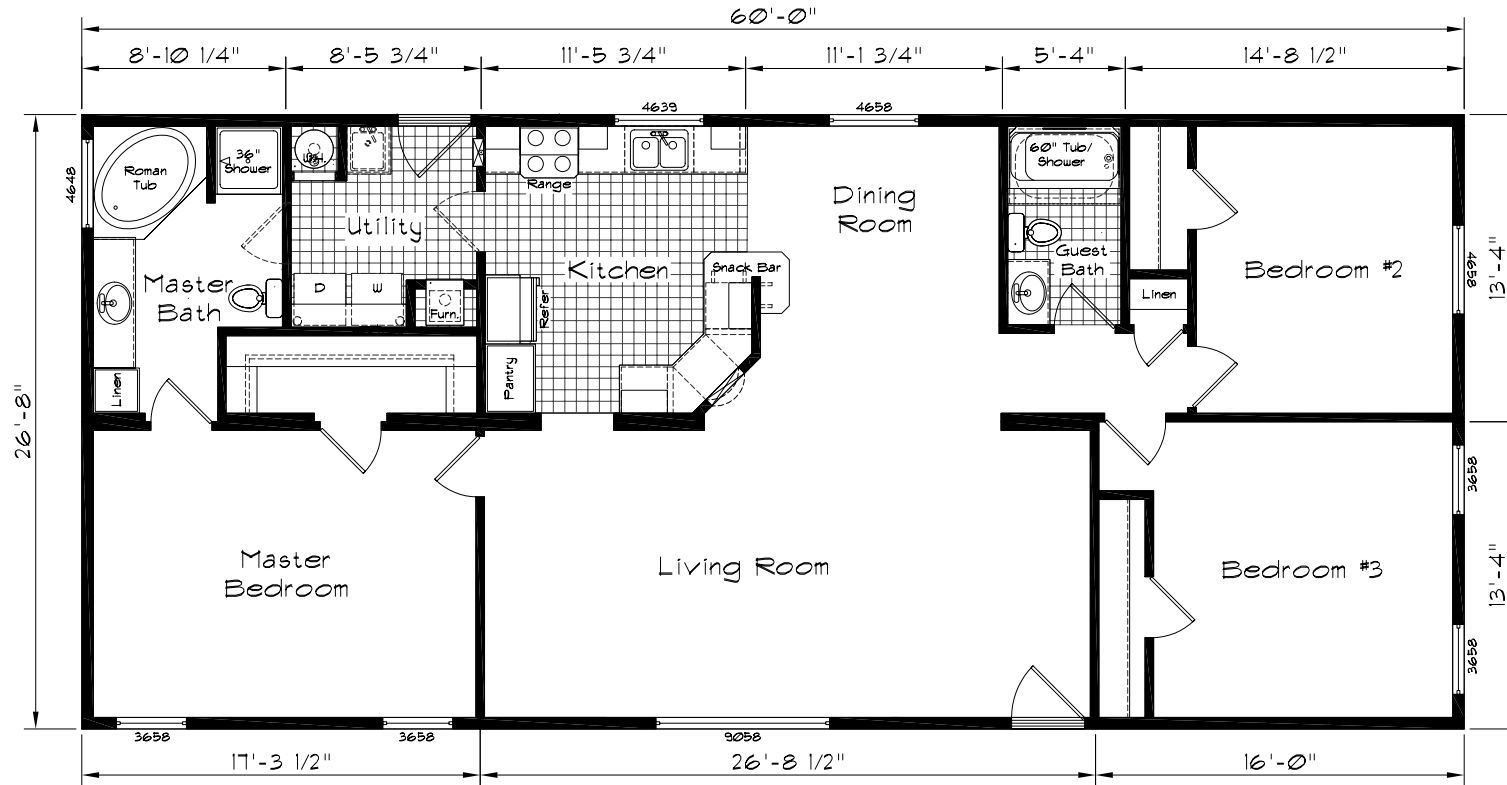 60'-0"
8'-10 1/4"
8'-5 3/4"
11'-5 3/4"
11'-1 3/4"
5'-4"
14'-8 1/2"
4639
4658
36"
Shower
60" Tub/
Shower
Roman
Tub
4648
Range
Dining
Room
Utility
Kitchen
Snack Bar
Guest
Bath
Bedroom #2
4658
13'-4"
Master
Bath
D
W
Furn.
Refer
Linen
Linen
Pantry
26'-8"
3658
Master
Bedroom
Living Room
Bedroom #3
13'-4"
3658
3658
3658
9058
17'-3 1/2"
26'-8 1/2"
16'-0"